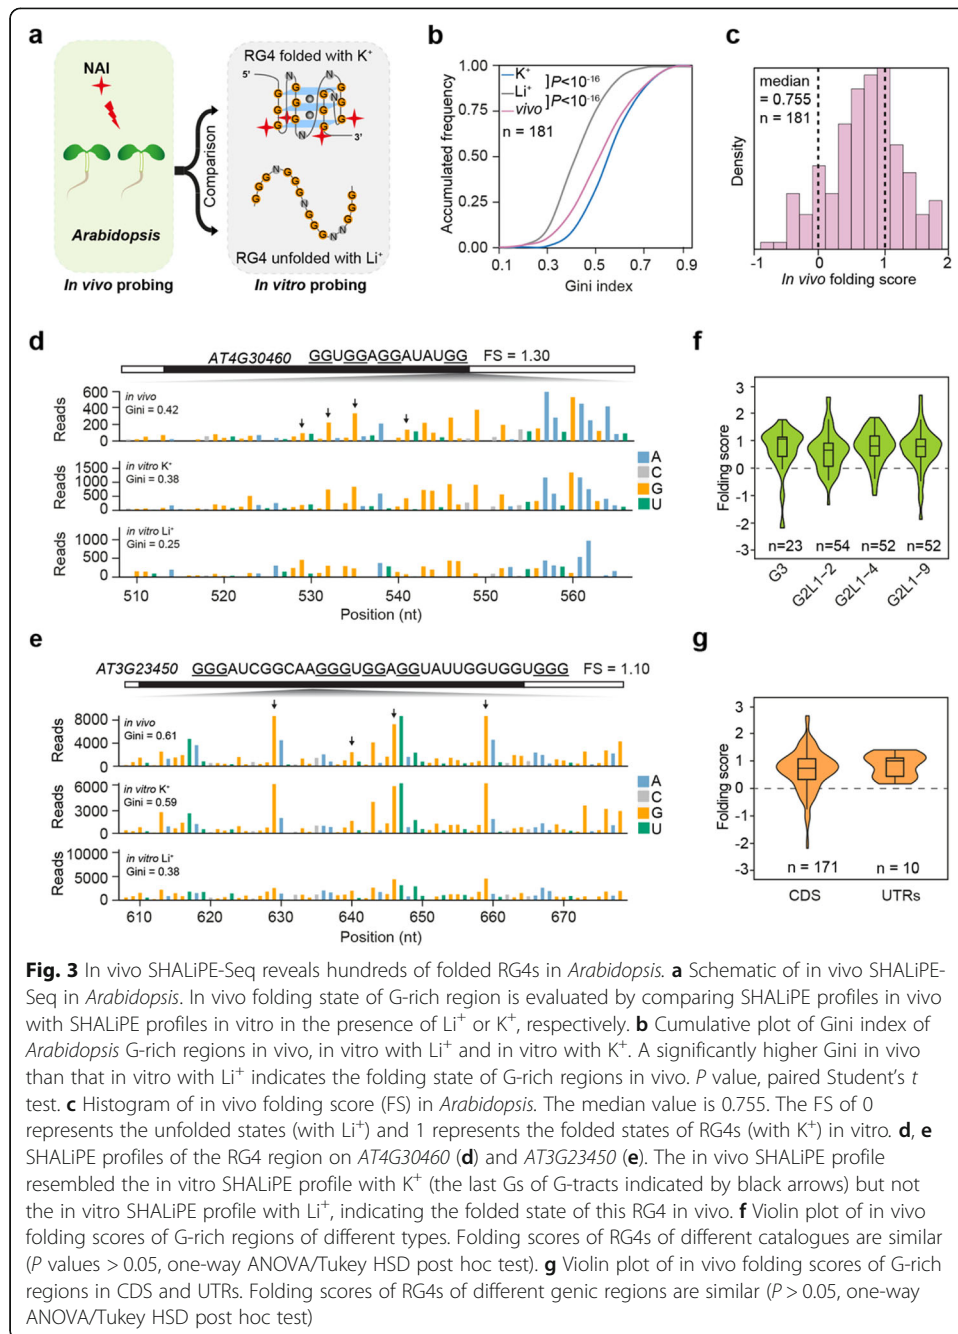 a
NAI
Arabidopsis
In vivo probing
Comparison
RG4 folded with K⁺
5'
N
G G G
G G G
G G G
N
N
3'
G G N G G G N G G G N N G G G
RG4 unfolded with Li⁺
In vitro probing
b
Accumulated frequency
1.00
0.75
0.50
0.25
0.00
K⁺
Li⁺
vivo
]P<10⁻¹⁶
]P<10⁻¹⁶
n = 181
0.1 0.3 0.5 0.7 0.9
Gini index
c
median
= 0.755
n = 181
Density
-1 0 1 2
In vivo folding score
d
AT4G30460 GGUGGAGGAUAUGG FS = 1.30
Reads
600
400
200
0
in vivo
Gini = 0.42
Reads
1500
1000
500
0
in vitro K⁺
Gini = 0.38
Reads
1000
500
0
in vitro Li⁺
Gini = 0.25
A
C
G
U
510 520 530 540 550 560
Position (nt)
e
AT3G23450 GGGAUCGGCAAGGGUGGAGGUAUUGGUGGUGGG FS = 1.10
Reads
8000
4000
0
in vivo
Gini = 0.61
Reads
6000
3000
0
in vitro K⁺
Gini = 0.59
Reads
10000
5000
0
in vitro Li⁺
Gini = 0.38
A
C
G
U
610 620 630 640 650 660 670
Position (nt)
f
Folding score
3
2
1
0
1
-2
-3
n=23 n=54 n=52 n=52
G3 G2L1−2 G2L1−4 G2L1−9
g
Folding score
3
2
1
0
-1
-2
-3
n = 171 n = 10
CDS UTRs
Fig. 3 In vivo SHALiPE-Seq reveals hundreds of folded RG4s in Arabidopsis. a Schematic of in vivo SHALiPE-
Seq in Arabidopsis. In vivo folding state of G-rich region is evaluated by comparing SHALiPE profiles in vivo
with SHALiPE profiles in vitro in the presence of Li⁺ or K⁺, respectively. b Cumulative plot of Gini index of
Arabidopsis G-rich regions in vivo, in vitro with Li⁺ and in vitro with K⁺. A significantly higher Gini in vivo
than that in vitro with Li⁺ indicates the folding state of G-rich regions in vivo. P value, paired Student's t
test. c Histogram of in vivo folding score (FS) in Arabidopsis. The median value is 0.755. The FS of 0
represents the unfolded states (with Li⁺) and 1 represents the folded states of RG4s (with K⁺) in vitro. d, e
SHALiPE profiles of the RG4 region on AT4G30460 (d) and AT3G23450 (e). The in vivo SHALiPE profile
resembled the in vitro SHALiPE profile with K⁺ (the last Gs of G-tracts indicated by black arrows) but not
the in vitro SHALiPE profile with Li⁺, indicating the folded state of this RG4 in vivo. f Violin plot of in vivo
folding scores of G-rich regions of different types. Folding scores of RG4s of different catalogues are similar
(P values > 0.05, one-way ANOVA/Tukey HSD post hoc test). g Violin plot of in vivo folding scores of G-rich
regions in CDS and UTRs. Folding scores of RG4s of different genic regions are similar (P > 0.05, one-way
ANOVA/Tukey HSD post hoc test)